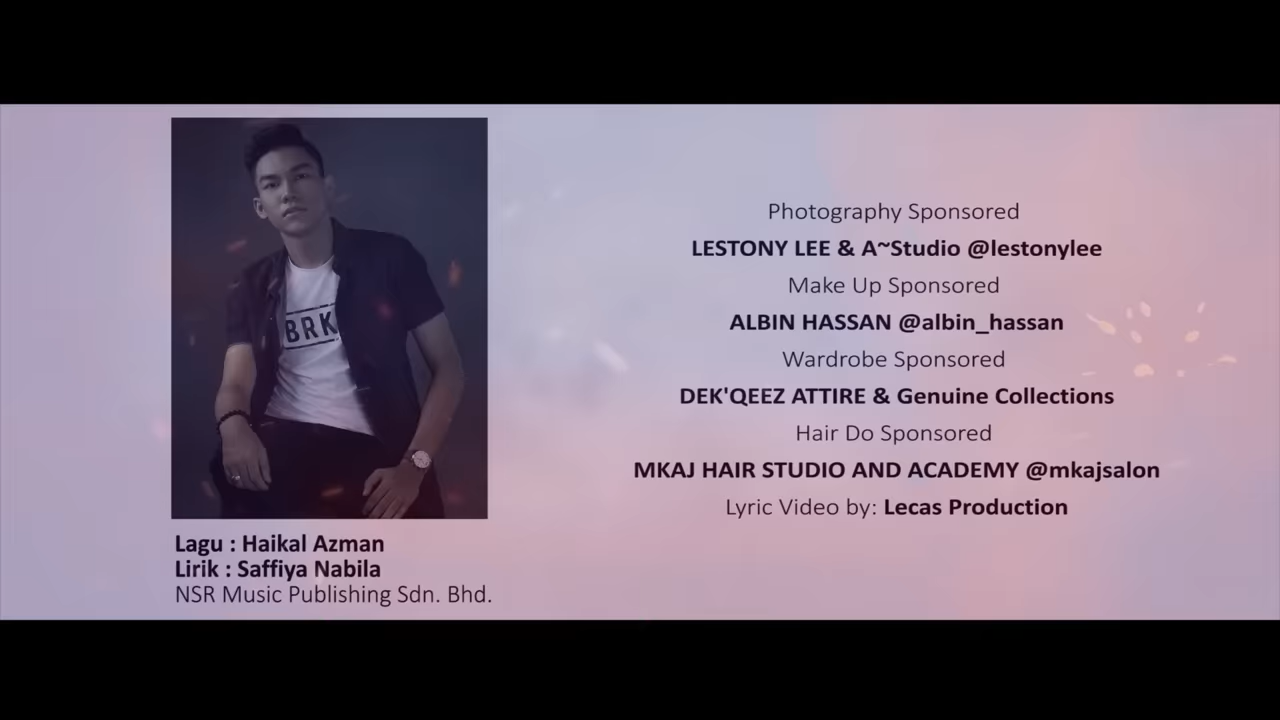 BRK
Lagu : Haikal Azman
Lirik : Saffiya Nabila
NSR Music Publishing Sdn. Bhd.
Photography Sponsored
LESTONY LEE & A~Studio @lestonylee
Make Up Sponsored
ALBIN HASSAN @albin_hassan
Wardrobe Sponsored
DEK'QEEZ ATTIRE & Genuine Collections
Hair Do Sponsored
MKAJ HAIR STUDIO AND ACADEMY @mkajsalon
Lyric Video by: Lecas Production